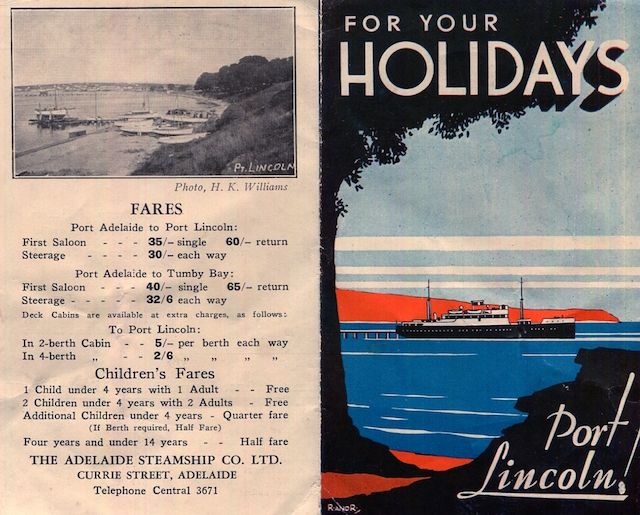 Pt. LINCOLN
Photo, H. K. Williams
FARES
Port Adelaide to Port Lincoln:
First Saloon - - - 35/– single 60/– return
Steerage - - - - 30/– each way
Port Adelaide to Tumby Bay:
First Saloon - - - 40/– single 65/– return
Steerage - - - - 32/6 each way
Deck Cabins are available at extra charges, as follows:
To Port Lincoln:
In 2-berth Cabin - - 5/– per berth each way
In 4-berth „ - - 2/6 „ „ „ „
Children's Fares
1 Child under 4 years with 1 Adult - - Free
2 Children under 4 years with 2 Adults - Free
Additional Children under 4 years - Quarter fare
(If Berth required, Half Fare)
Four years and under 14 years - - Half fare
THE ADELAIDE STEAMSHIP CO. LTD.
CURRIE STREET, ADELAIDE
Telephone Central 3671
FOR YOUR
HOLIDAYS
Port
Lincoln!